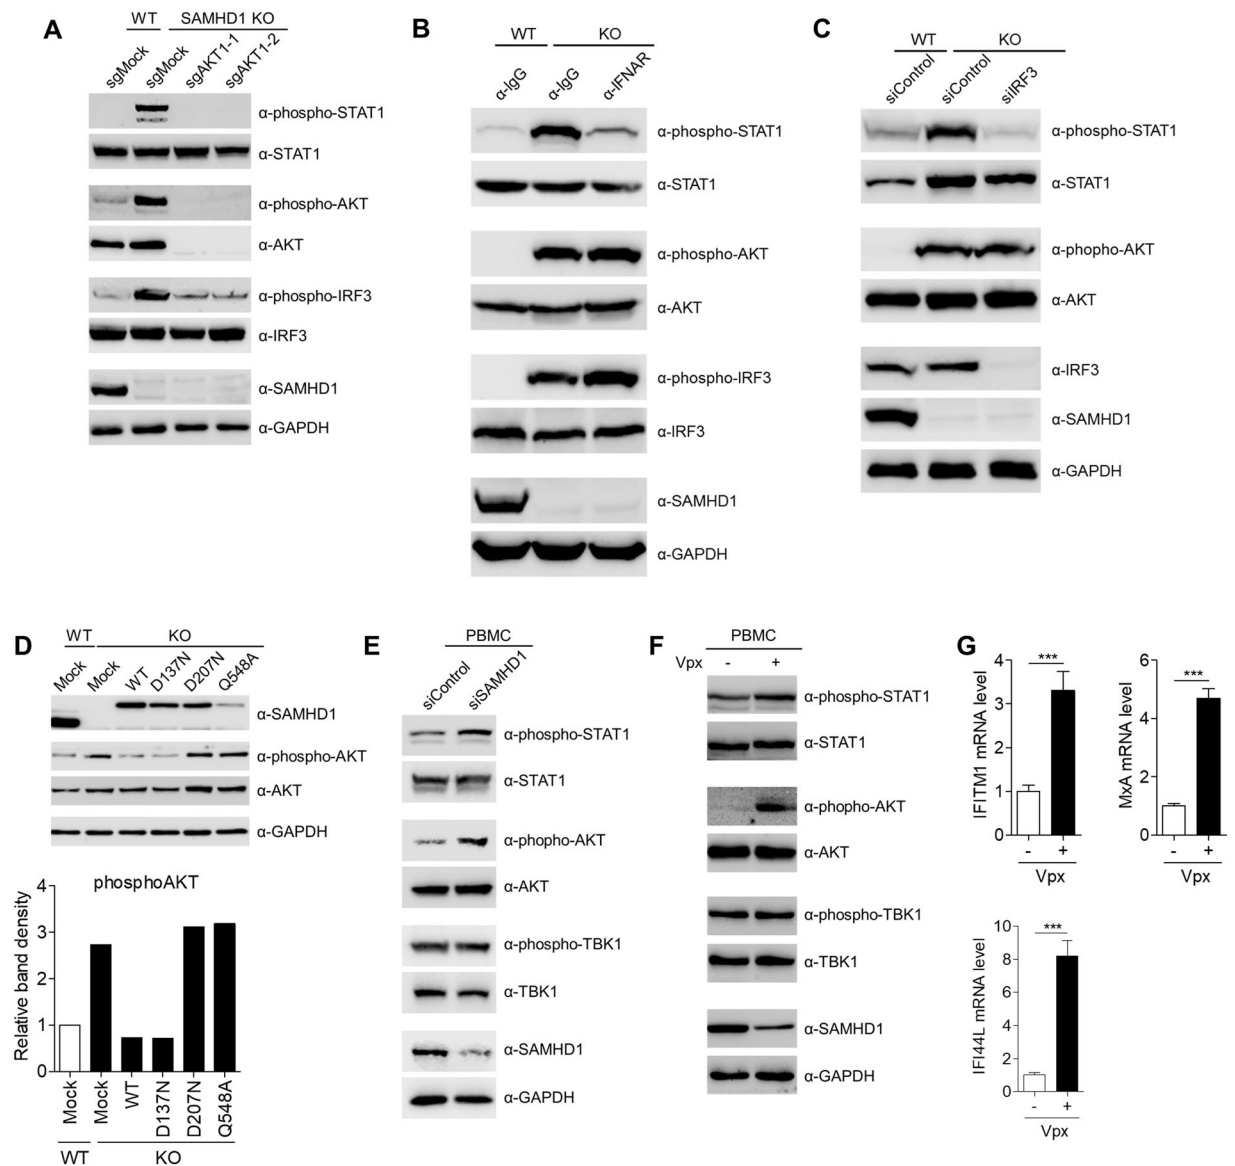 A
WT SAMHD1 KO
sgMock sgMock sgAKT1-1 sgAKT1-2
α-phospho-STAT1
α-STAT1
α-phospho-AKT
α-AKT
α-phospho-IRF3
α-IRF3
α-SAMHD1
α-GAPDH
B
WT KO
α-IgG α-IgG α-IFNAR
α-phospho-STAT1
α-STAT1
α-phospho-AKT
α-AKT
α-phospho-IRF3
α-IRF3
α-SAMHD1
α-GAPDH
C
WT KO
siControl siControl siIRF3
α-phospho-STAT1
α-STAT1
α-phopho-AKT
α-AKT
α-IRF3
α-SAMHD1
α-GAPDH
D
WT KO
Mock Mock WT D137N D207N Q548A
α-SAMHD1
α-phospho-AKT
α-AKT
α-GAPDH
phosphoAKT
Relative band density
4
3
2
1
0
Mock Mock WT D137N D207N Q548A
WT KO
E
PBMC
siControl siSAMHD1
α-phospho-STAT1
α-STAT1
α-phopho-AKT
α-AKT
α-phospho-TBK1
α-TBK1
α-SAMHD1
α-GAPDH
F
PBMC
Vpx - +
α-phospho-STAT1
α-STAT1
α-phopho-AKT
α-AKT
α-phospho-TBK1
α-TBK1
α-SAMHD1
α-GAPDH
G
IFITM1 mRNA level
4
3
2
1
0
***
- +
Vpx
MxA mRNA level
6
4
2
0
***
- +
Vpx
IFI44L mRNA level
10
8
6
4
2
0
***
- +
Vpx